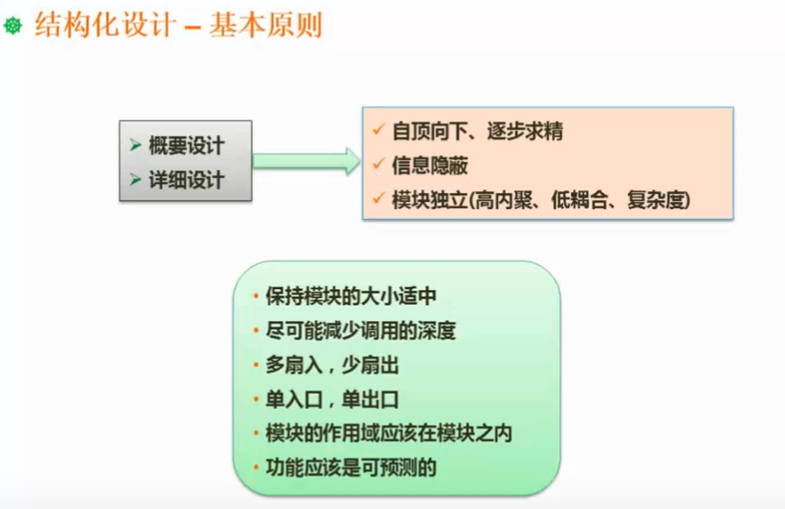 结构化设计 – 基本原则
概要设计
详细设计
自顶向下、逐步求精
信息隐蔽
模块独立(高内聚、低耦合、复杂度)
保持模块的大小适中
尽可能减少调用的深度
多扇入，少扇出
单入口，单出口
模块的作用域应该在模块之内
功能应该是可预测的